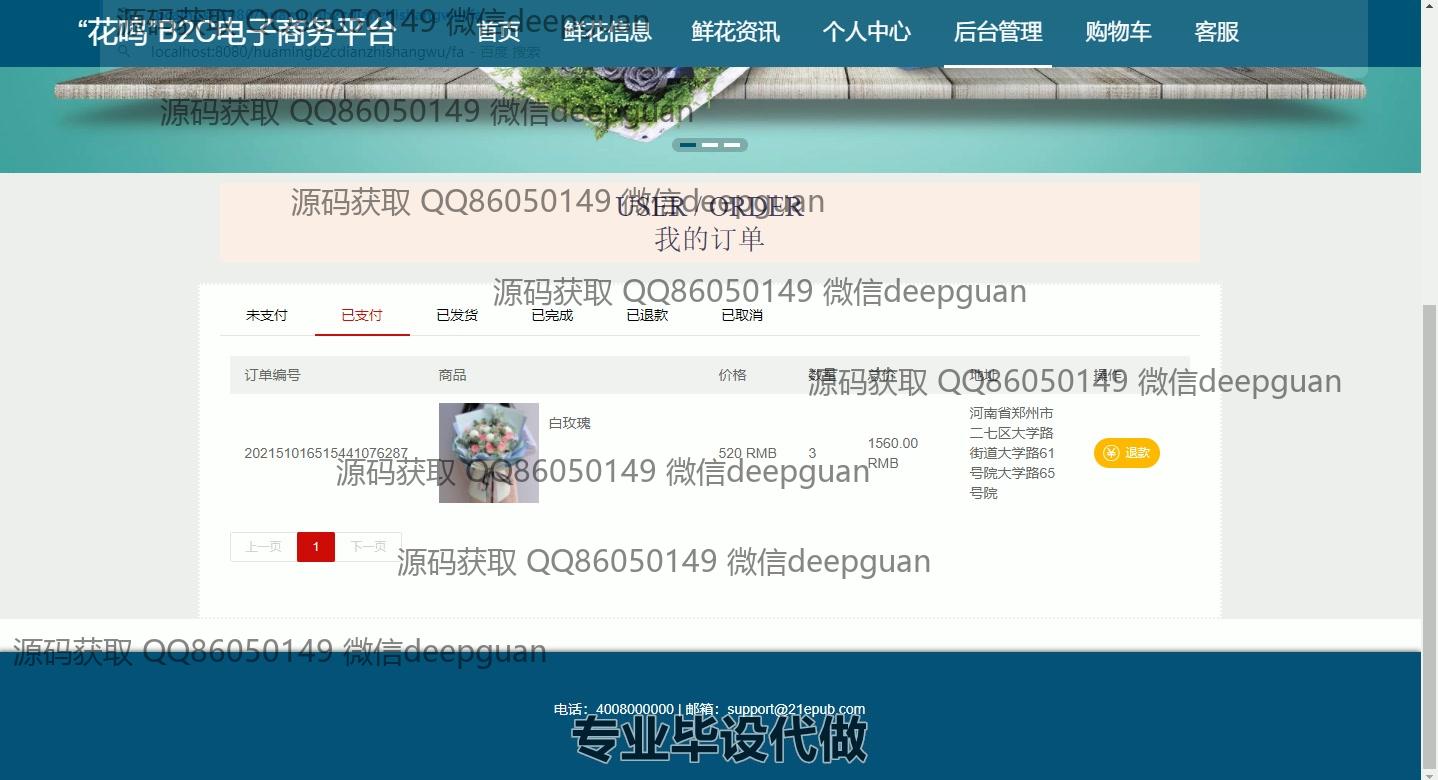 “花鸣”B2C电子商务平台 首页 鲜花信息 鲜花资讯 个人中心 后台管理 购物车 客服
源码获取 QQ86050149 微信deepguan
localhost:8080/huamingb2cdianzhishangwu/fa - 百度 搜索
源码获取 QQ86050149 微信deepguan
源码获取 QQ86050149 微信deepguan
USER / ORDER
我的订单
源码获取 QQ86050149 微信deepguan
未支付 已支付 已发货 已完成 已退款 已取消
订单编号 商品 价格 数量 总价 地址 操作
源码获取 QQ86050149 微信deepguan
202151016515441076287 白玫瑰 520 RMB 3 1560.00 RMB
河南省郑州市
二七区大学路
街道大学路61
号院大学路65
号院
退款
源码获取 QQ86050149 微信deepguan
上一页 1 下一页
源码获取 QQ86050149 微信deepguan
源码获取 QQ86050149 微信deepguan
电话：4008000000 | 邮箱：support@21epub.com
专业毕设代做